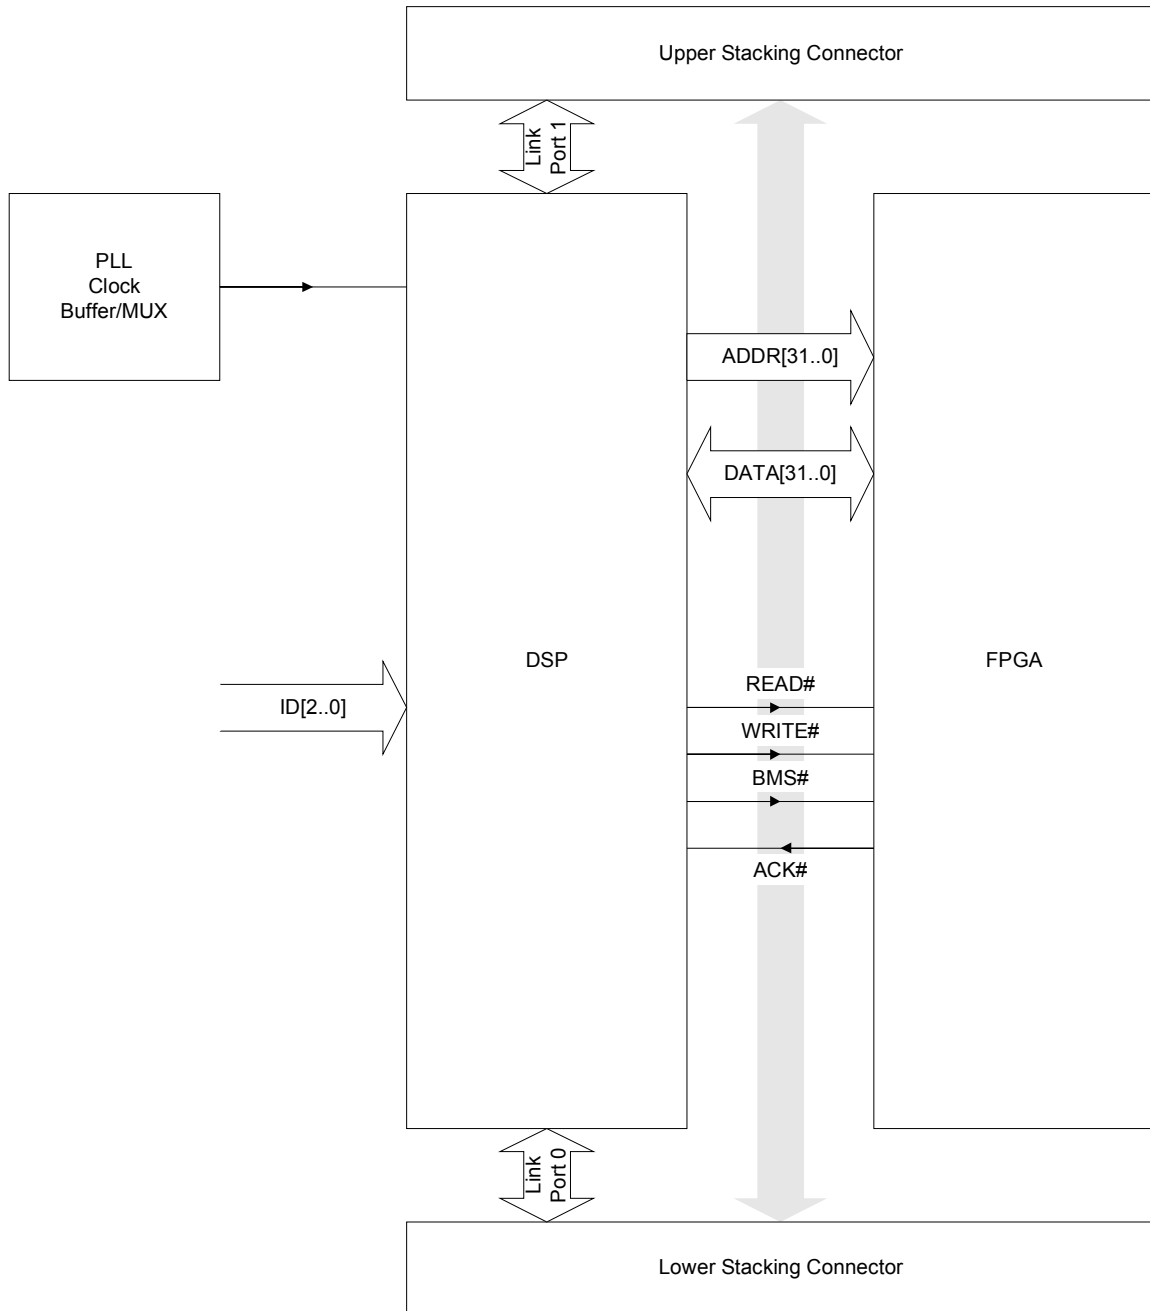 Upper Stacking Connector
Link
Port 1
PLL
Clock
Buffer/MUX
ADDR[31..0]
DATA[31..0]
DSP
FPGA
READ#
ID[2..0]
WRITE#
BMS#
ACK#
Link
Port 0
Lower Stacking Connector